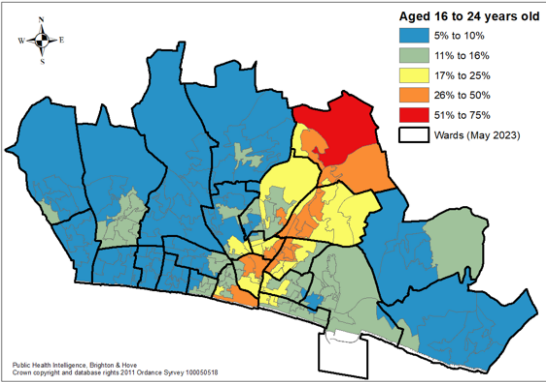 N
W E
S
Aged 16 to 24 years old
5% to 10%
11% to 16%
17% to 25%
26% to 50%
51% to 75%
Wards (May 2023)
Public Health Intelligence, Brighton & Hove
Crown copyright and database rights 2011 Ordance Syrvey 100050518